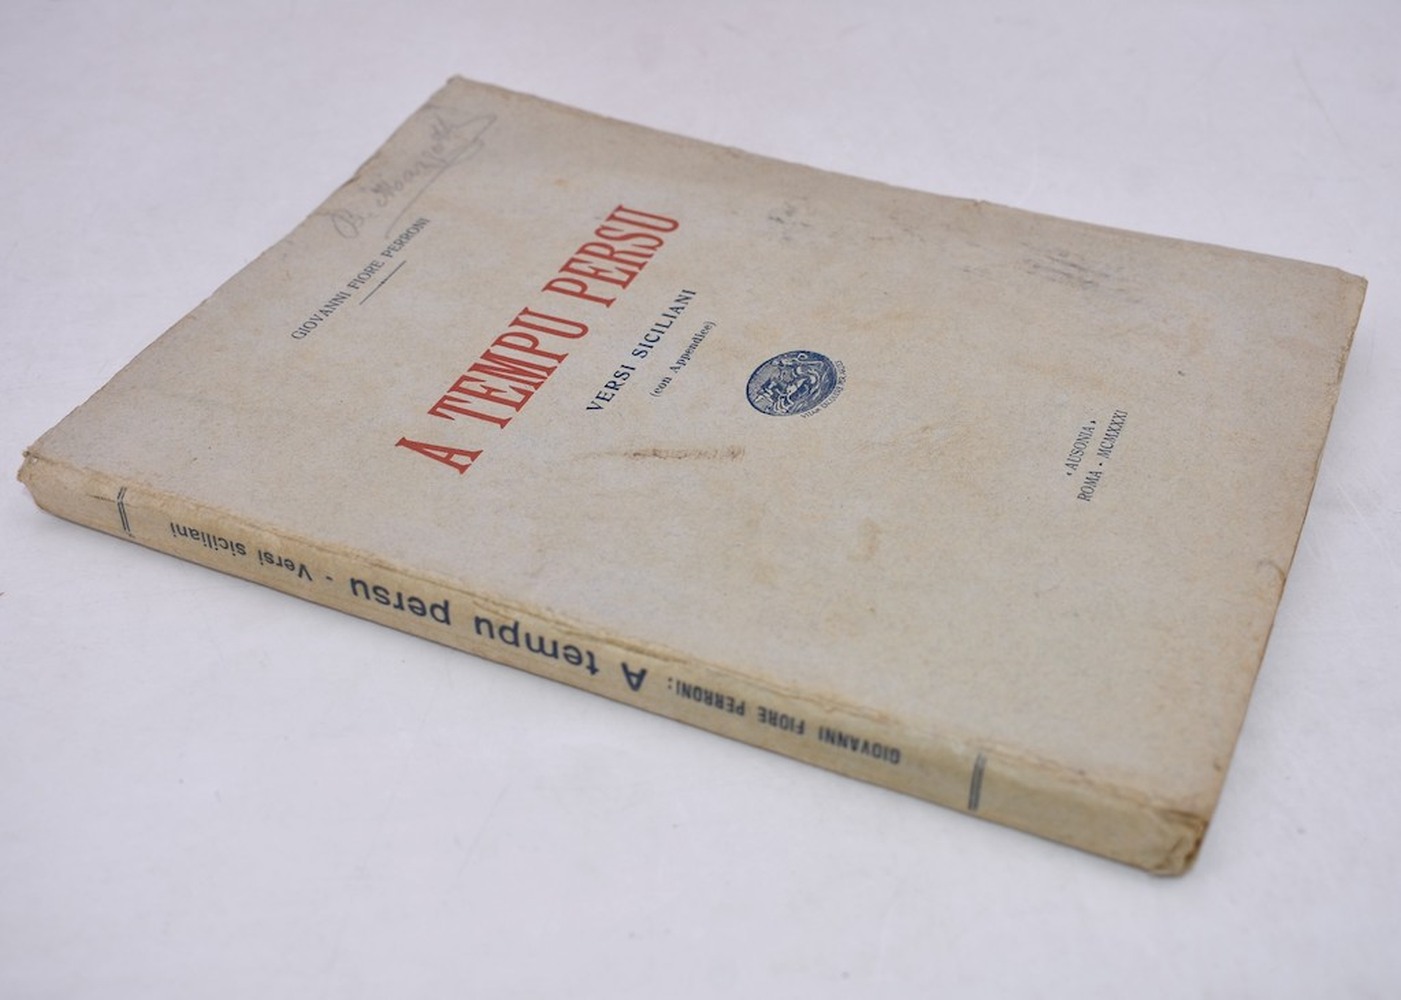 GIOVANNI FIORE PERRONI
A TEMPU PERSU
VERSI SICILIANI
(con Appendice)
«AUSONIA»
ROMA - MCMXXXI
GIOVANNI FIORE PERRONI: A tempu persu - Versi siciliani